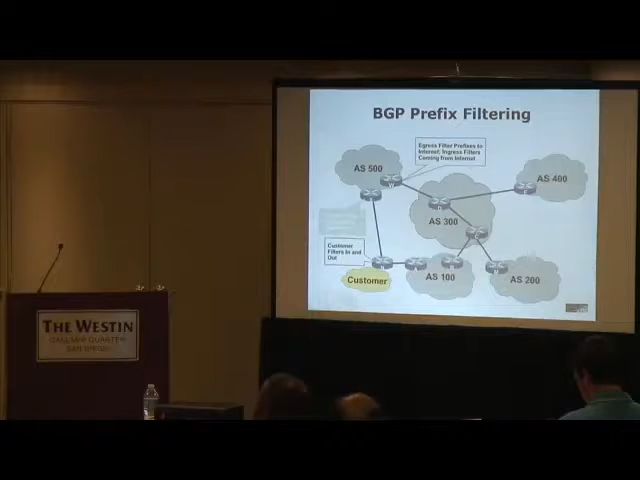 BGP Prefix Filtering
Egress Filter Prefixes to
Internet; Ingress Filters
Coming from Internet
AS 500
AS 400
AS 300
Customer
Filters In and
Out
Customer
AS 100
AS 200
THE WESTIN
GASLAMP QUARTER
SAN DIEGO